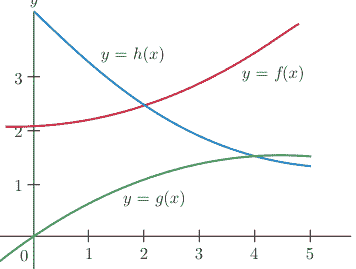 y
y = h(x)
y = f(x)
3
2
1
y = g(x)
0
1 2 3 4 5